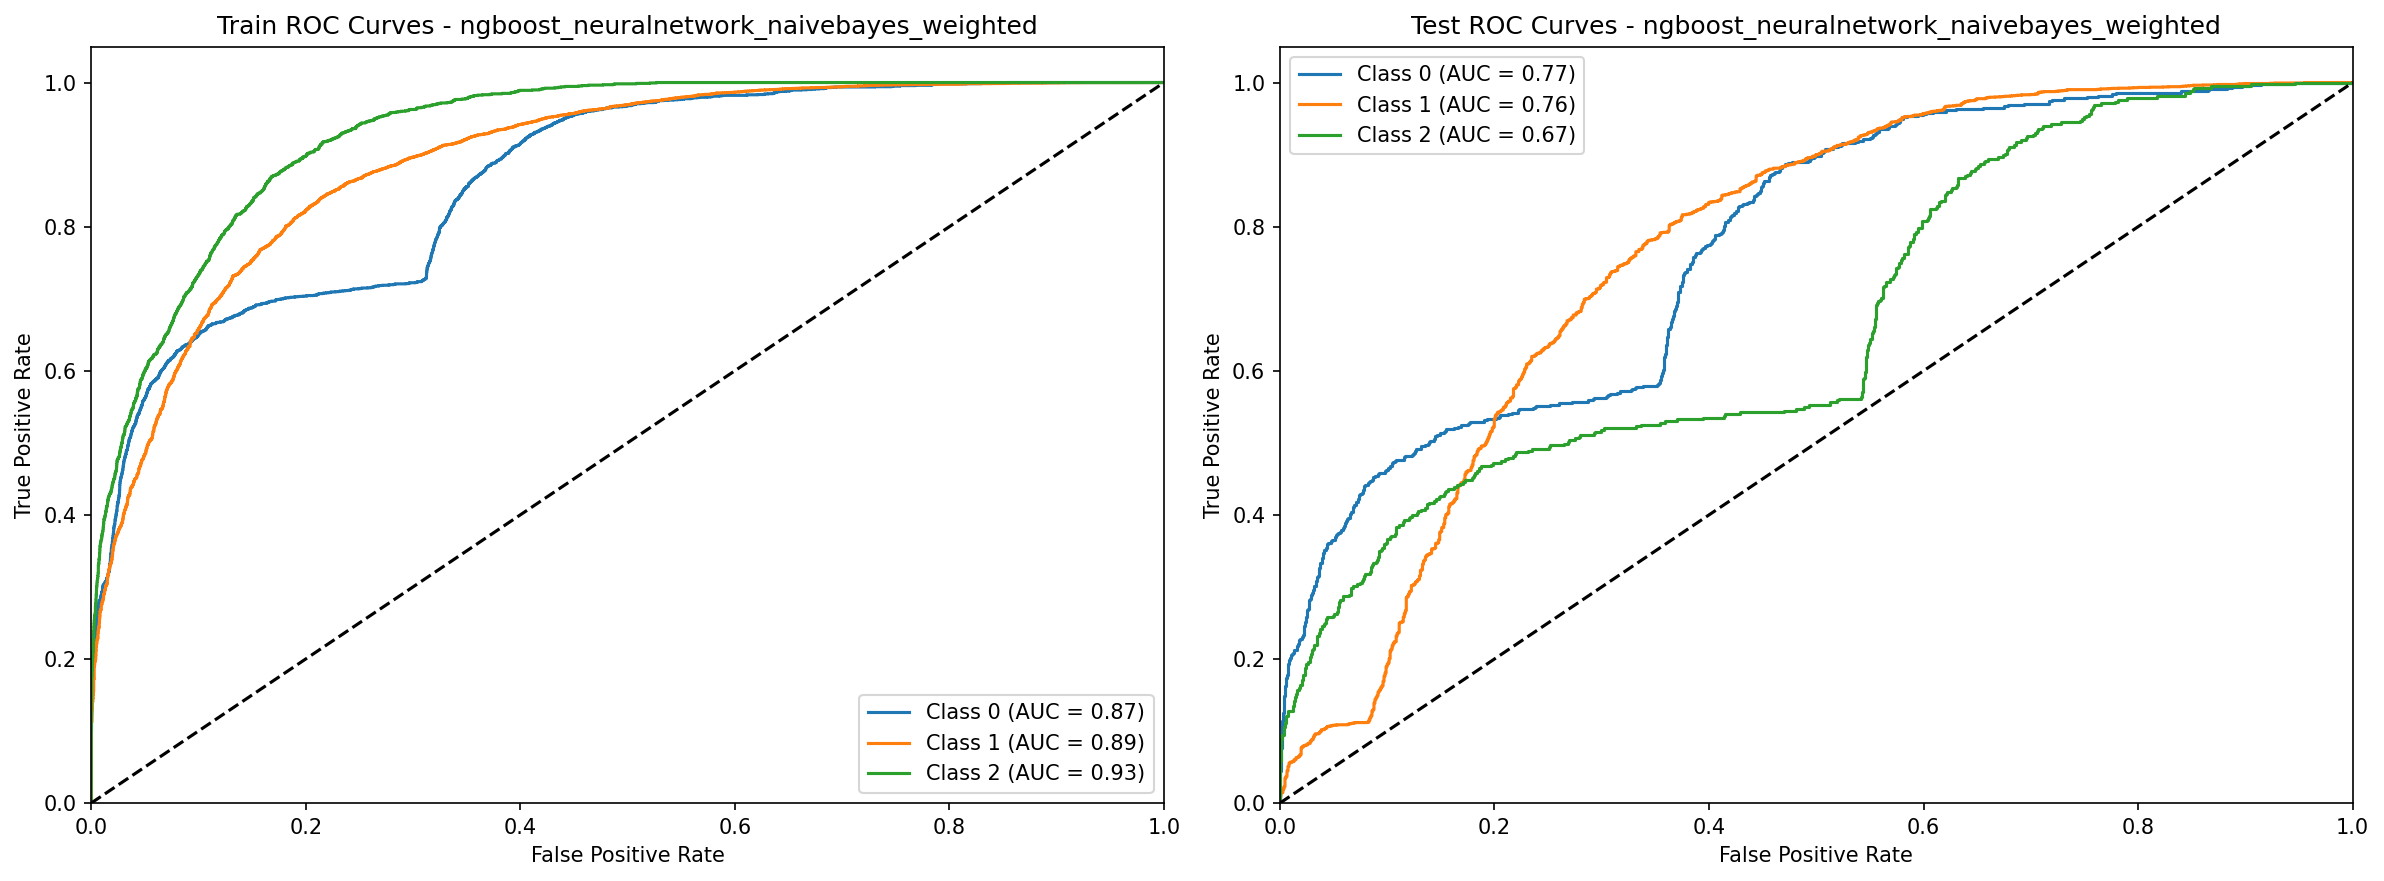 Train ROC Curves - ngboost_neuralnetwork_naivebayes_weighted
True Positive Rate
1.0
0.8
0.6
0.4
0.2
0.0
0.0 0.2 0.4 0.6 0.8 1.0
False Positive Rate
Class 0 (AUC = 0.87)
Class 1 (AUC = 0.89)
Class 2 (AUC = 0.93)
Test ROC Curves - ngboost_neuralnetwork_naivebayes_weighted
Class 0 (AUC = 0.77)
Class 1 (AUC = 0.76)
Class 2 (AUC = 0.67)
True Positive Rate
1.0
0.8
0.6
0.4
0.2
0.0
0.0 0.2 0.4 0.6 0.8 1.0
False Positive Rate